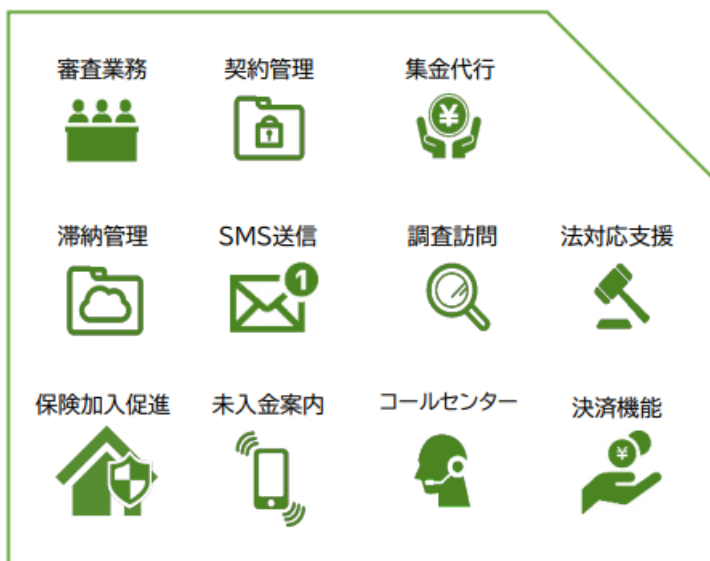 審査業務
契約管理
集金代行
¥
滞納管理
SMS送信
調査訪問
法対応支援
1
保険加入促進
未入金案内
コールセンター
決済機能
¥